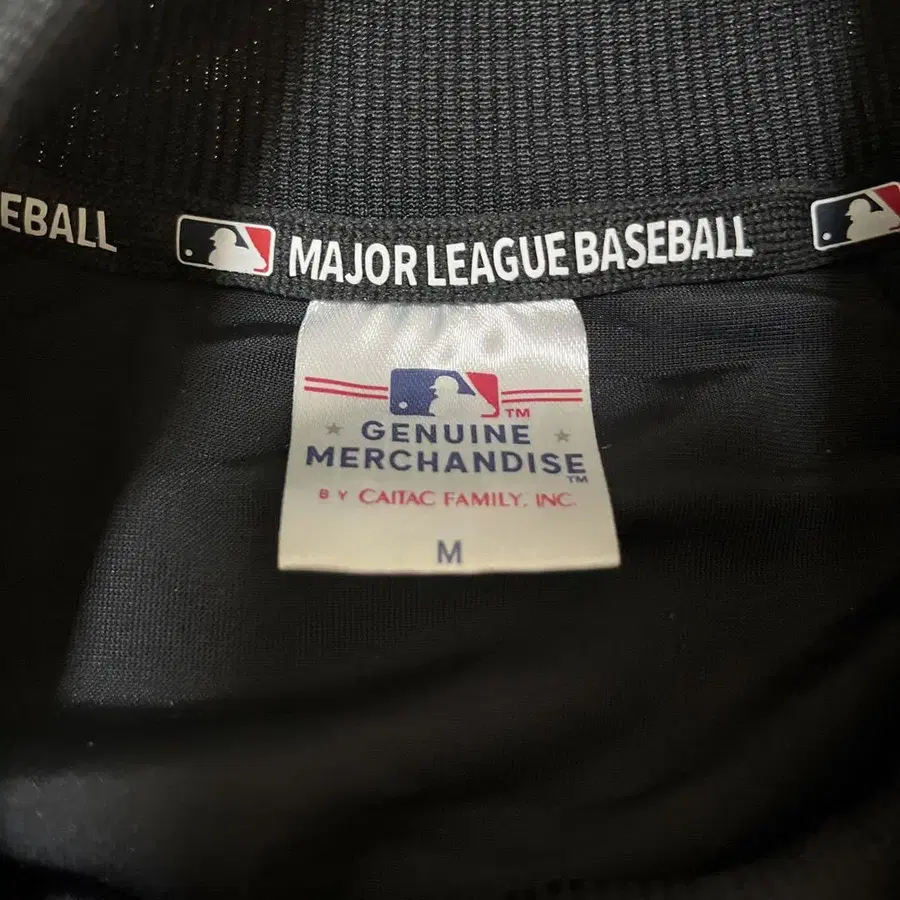 EBALL MAJOR LEAGUE BASEBALL
TM
GENUINE
MERCHANDISE
TM
BY CAITAC FAMILY, INC.
M